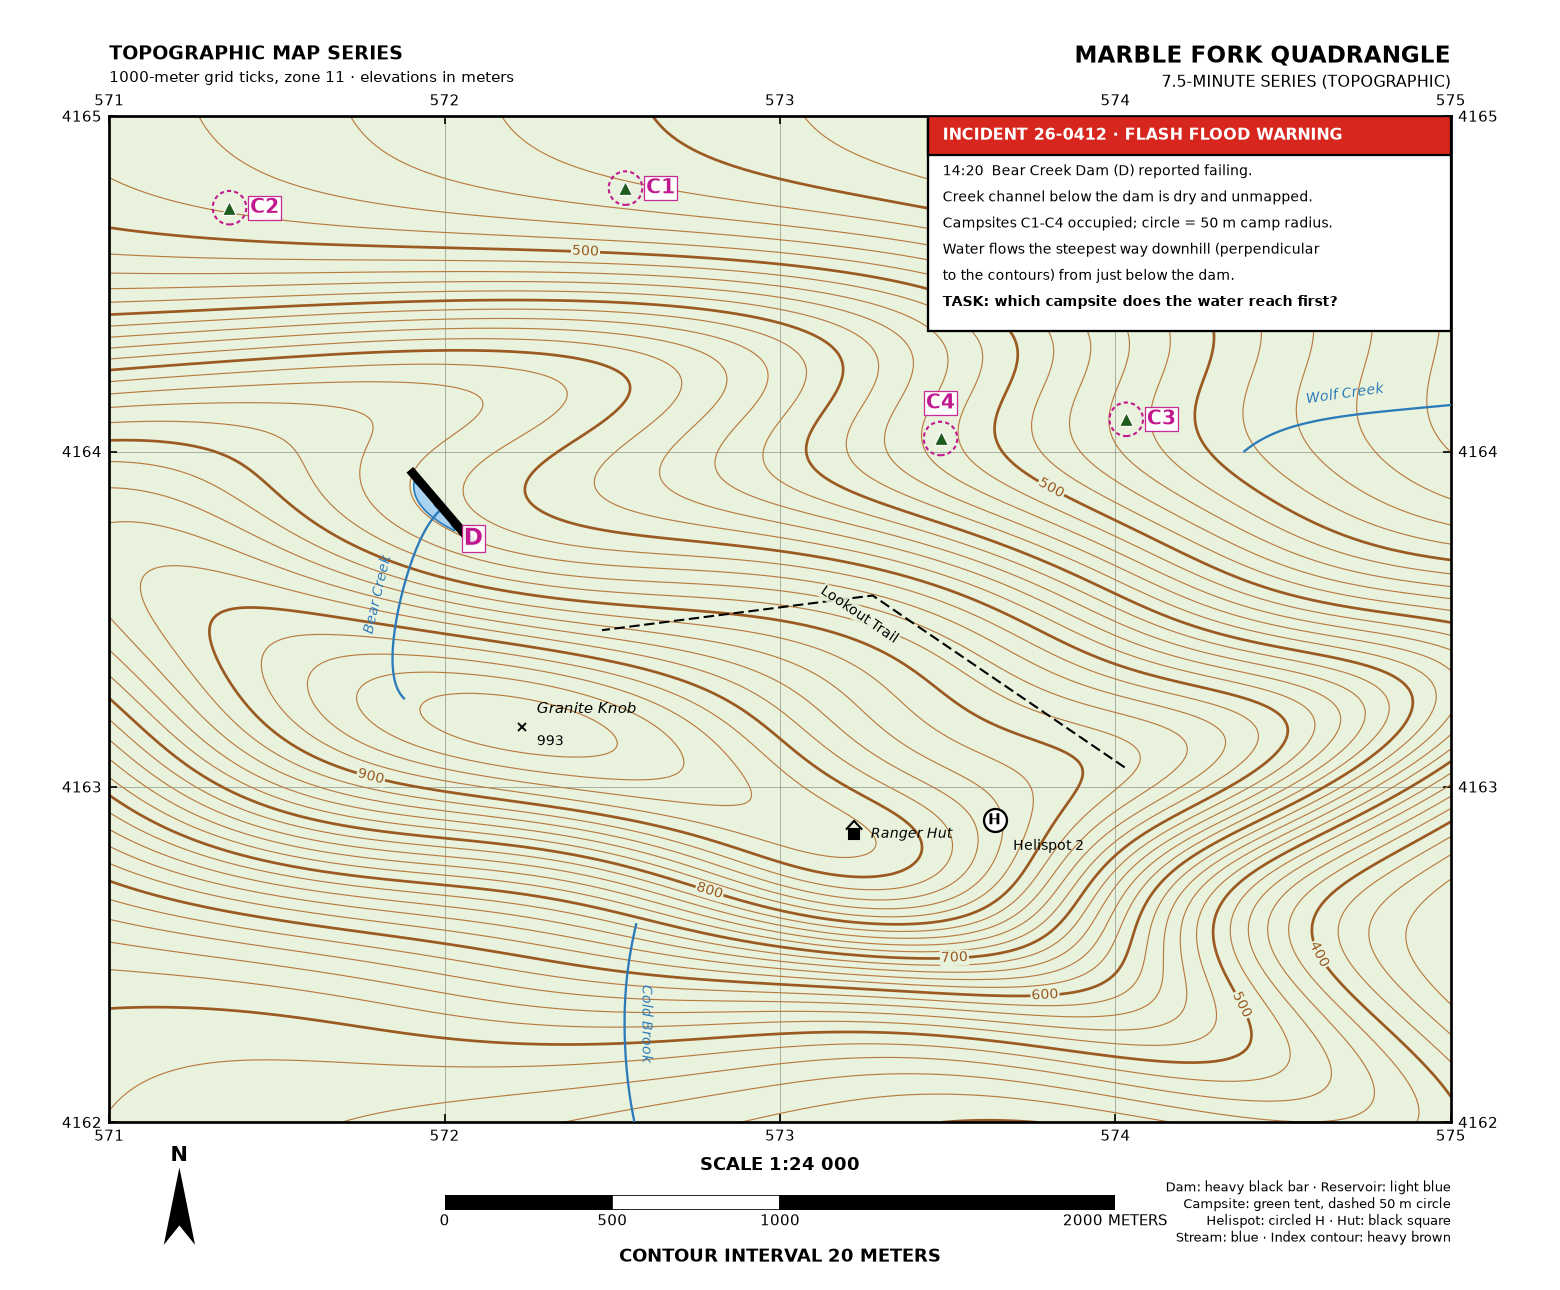 TOPOGRAPHIC MAP SERIES
1000-meter grid ticks, zone 11 · elevations in meters
MARBLE FORK QUADRANGLE
7.5-MINUTE SERIES (TOPOGRAPHIC)
571 572 573 574 575
4165 4165
INCIDENT 26-0412 · FLASH FLOOD WARNING
14:20 Bear Creek Dam (D) reported failing.
Creek channel below the dam is dry and unmapped.
Campsites C1-C4 occupied; circle = 50 m camp radius.
Water flows the steepest way downhill (perpendicular
to the contours) from just below the dam.
TASK: which campsite does the water reach first?
C1
C2
500
Wolf Creek
C4
C3
4164 4164
500
D
Bear Creek
Lookout Trail
Granite Knob
993
900
4163 4163
H
Ranger Hut
Helispot 2
800
700
400
600
500
Cold Brook
4162 4162
571 572 573 574 575
N
SCALE 1:24 000
0 500 1000 2000 METERS
CONTOUR INTERVAL 20 METERS
Dam: heavy black bar · Reservoir: light blue
Campsite: green tent, dashed 50 m circle
Helispot: circled H · Hut: black square
Stream: blue · Index contour: heavy brown